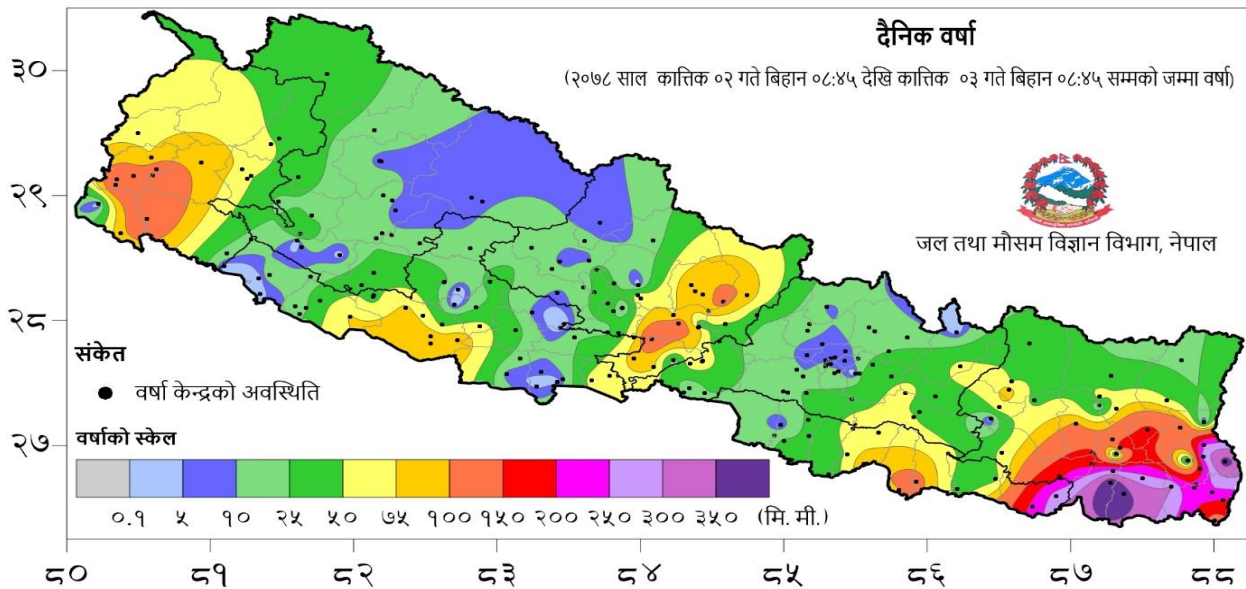 दैनिक वर्षा
(२०७८ साल कात्तिक ०२ गते बिहान ०८:४५ देखि कात्तिक ०३ गते बिहान ०८:४५ सम्मको जम्मा वर्षा)
जल तथा मौसम विज्ञान विभाग, नेपाल
३०
२९
२८
२७
संकेत
वर्षा केन्द्रको अवस्थिति
वर्षाको स्केल
०.१ ५ १० २५ ५० ७५ १०० १५० २०० २५० ३०० ३५० (मि. मी.)
८० ८१ ८२ ८३ ८४ ८५ ८६ ८७ ८८